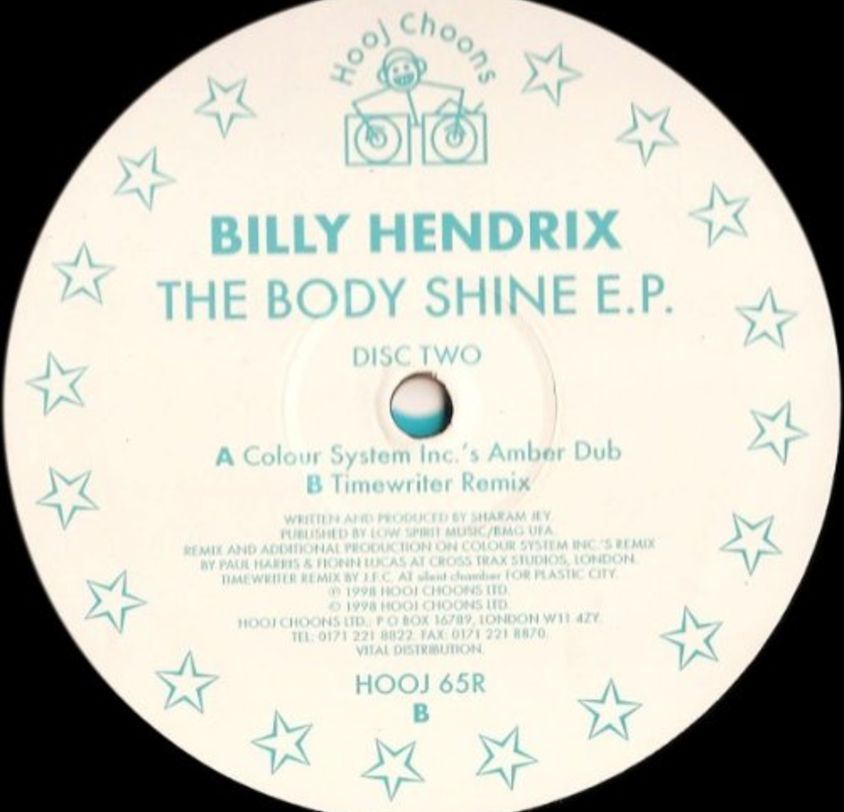 Hooj Choons
BILLY HENDRIX
THE BODY SHINE E.P.
DISC TWO
A Colour System Inc.'s Amber Dub
B Timewriter Remix
WRITTEN AND PRODUCED BY SHARAM JEY.
PUBLISHED BY LOW SPIRIT MUSIC/BMG UFA.
REMIX AND ADDITIONAL PRODUCTION ON COLOUR SYSTEM INC.'S REMIX
BY PAUL HARRIS & FIONN LUCAS AT CROSS TRAX STUDIOS, LONDON.
TIMEWRITER REMIX BY J.F.C. AT silent chamber FOR PLASTIC CITY.
℗ 1998 HOOJ CHOONS LTD.
© 1998 HOOJ CHOONS LTD.
HOOJ CHOONS LTD., P O BOX 16789, LONDON W11 4ZY.
TEL: 0171 221 8822. FAX: 0171 221 8870.
VITAL DISTRIBUTION.
HOOJ 65R
B